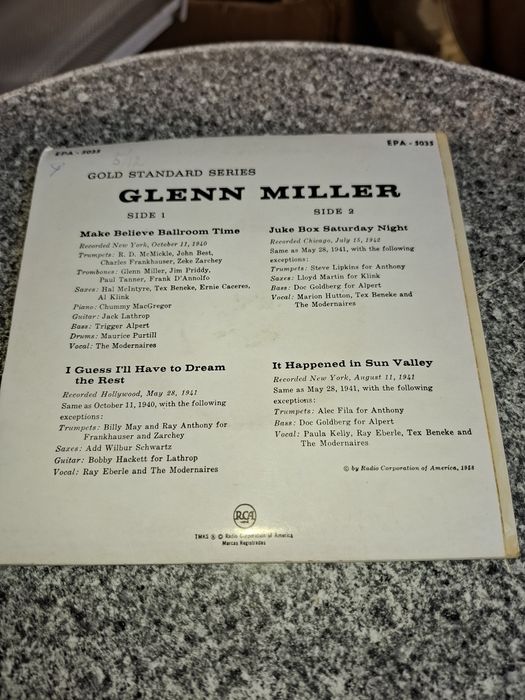 EPA - 5035
EPA - 5035
GOLD STANDARD SERIES
GLENN MILLER
SIDE 1
Make Believe Ballroom Time
Recorded New York, October 11, 1940
Trumpets: R. D. McMickle, John Best,
Charles Frankhauser, Zeke Zarchey
Trombones: Glenn Miller, Jim Priddy,
Paul Tanner, Frank D'Annolfo
Saxes: Hal McIntyre, Tex Beneke, Ernie Caceres,
Al Klink
Piano: Chummy MacGregor
Guitar: Jack Lathrop
Bass: Trigger Alpert
Drums: Maurice Purtill
Vocal: The Modernaires
I Guess I'll Have to Dream
the Rest
Recorded Hollywood, May 28, 1941
Same as October 11, 1940, with the following
exceptions:
Trumpets: Billy May and Ray Anthony for
Frankhauser and Zarchey
Saxes: Add Wilbur Schwartz
Guitar: Bobby Hackett for Lathrop
Vocal: Ray Eberle and The Modernaires
SIDE 2
Juke Box Saturday Night
Recorded Chicago, July 15, 1942
Same as May 28, 1941, with the following
exceptions:
Trumpets: Steve Lipkins for Anthony
Saxes: Lloyd Martin for Klink
Bass: Doc Goldberg for Alpert
Vocal: Marion Hutton, Tex Beneke and
The Modernaires
It Happened in Sun Valley
Recorded New York, August 11, 1941
Same as May 28, 1941, with the following
exceptions:
Trumpets: Alec Fila for Anthony
Bass: Doc Goldberg for Alpert
Vocal: Paula Kelly, Ray Eberle, Tex Beneke and
The Modernaires
© by Radio Corporation of America, 1958
RCA
TMKS ® © Radio Corporation of America
Marcas Registradas